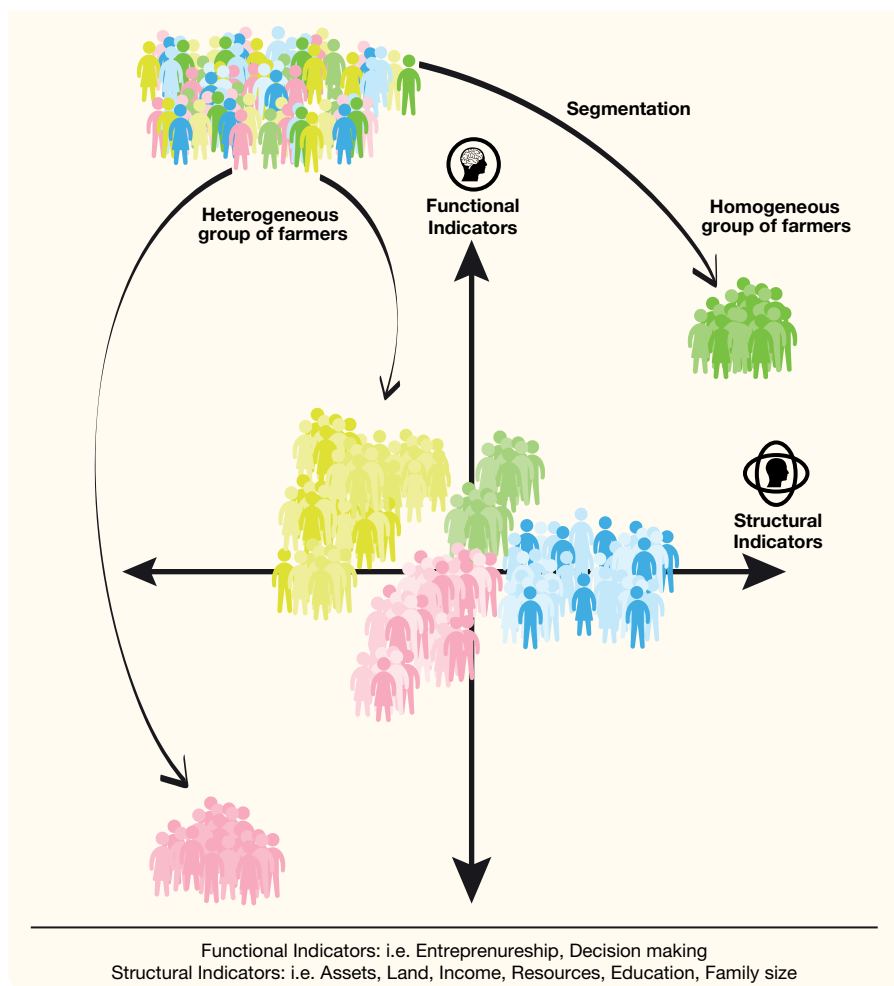 Segmentation
Functional
Indicators
Heterogeneous
group of farmers
Homogeneous
group of farmers
Structural
Indicators
Functional Indicators: i.e. Entreprenureship, Decision making
Structural Indicators: i.e. Assets, Land, Income, Resources, Education, Family size